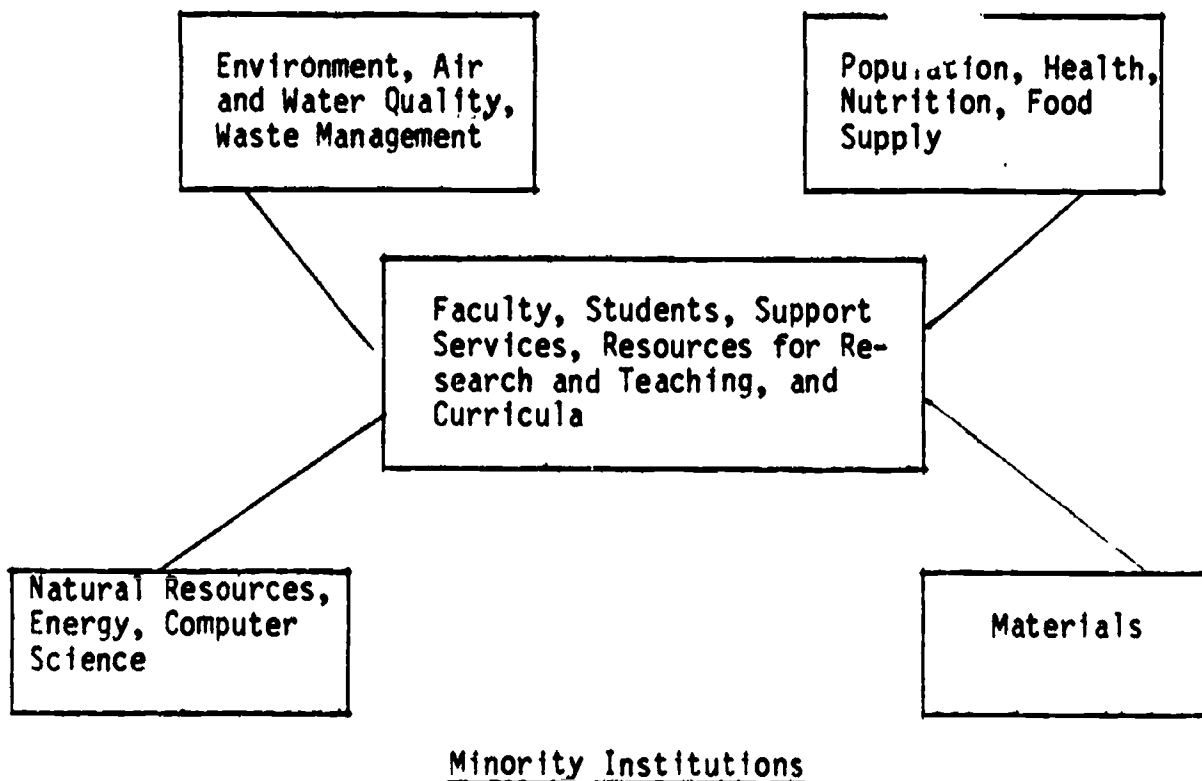 Environment, Air
and Water Quality,
Waste Management
Population, Health,
Nutrition, Food
Supply
Faculty, Students, Support
Services, Resources for Re-
search and Teaching, and
Curricula
Natural Resources,
Energy, Computer
Science
Materials
Minority Institutions